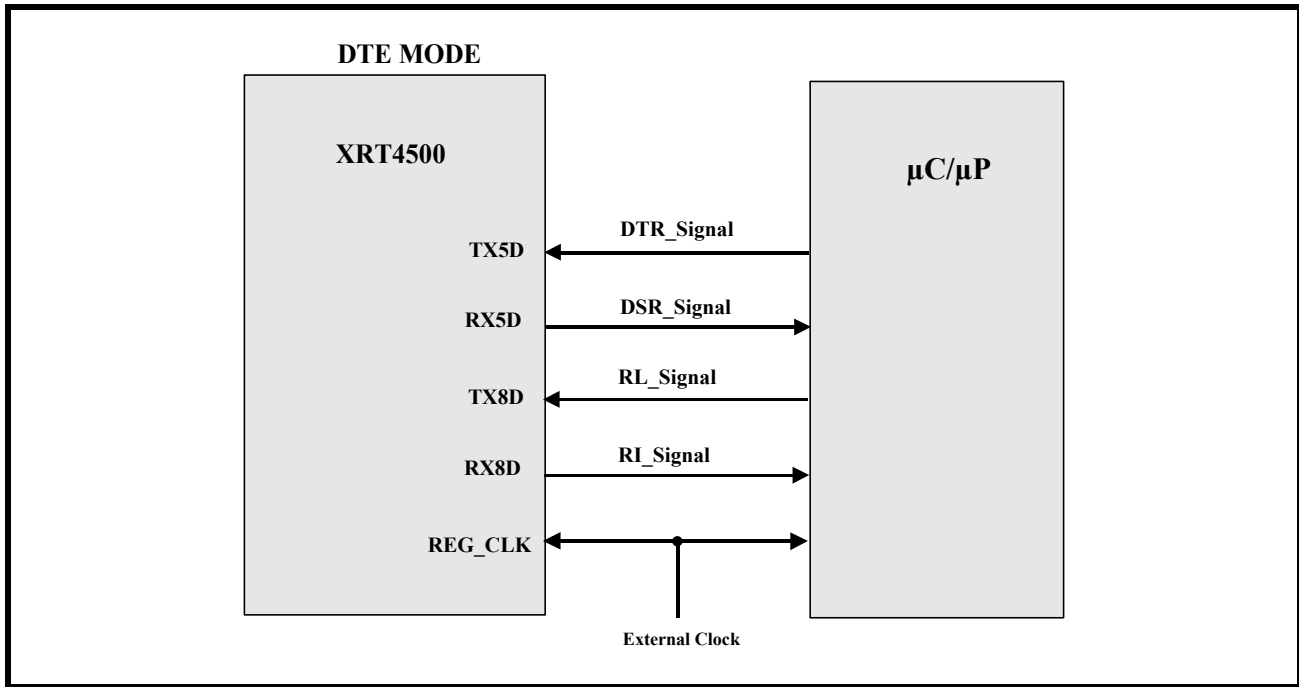 DTE MODE
XRT4500
µC/µP
TX5D
DTR_Signal
RX5D
DSR_Signal
TX8D
RL_Signal
RX8D
RI_Signal
REG_CLK
External Clock